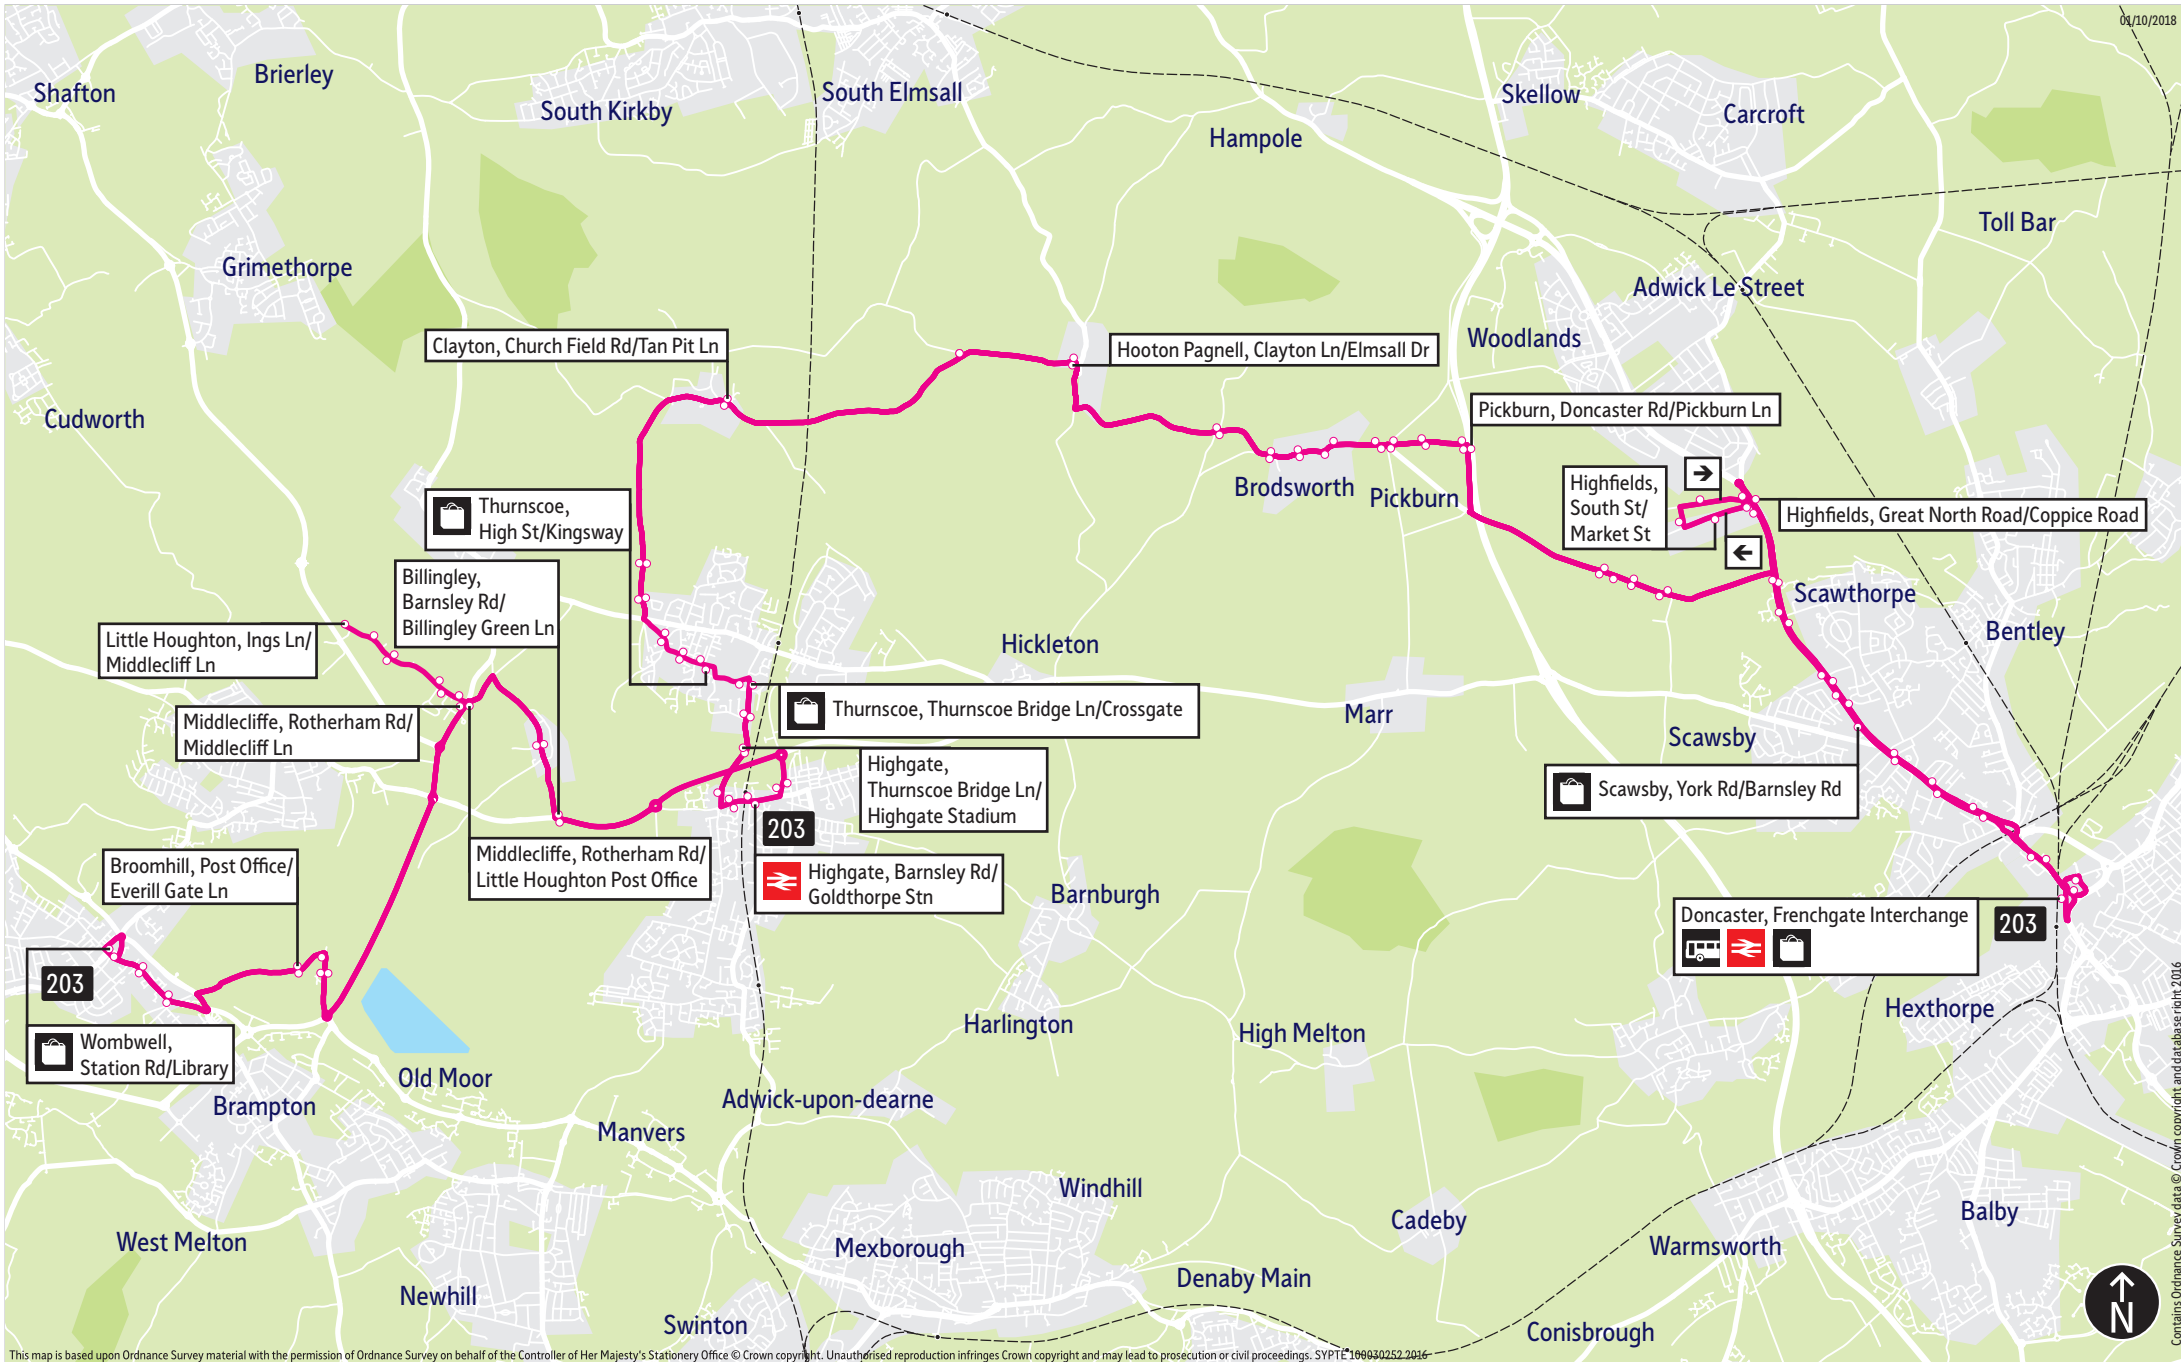 01/10/2018
Shafton
Brierley
South Kirkby
South Elmsall
Hampole
Skellow
Carcroft
Toll Bar
Grimethorpe
Adwick Le Street
Woodlands
Clayton, Church Field Rd/Tan Pit Ln
Hooton Pagnell, Clayton Ln/Elmsall Dr
Pickburn, Doncaster Rd/Pickburn Ln
Cudworth
Brodsworth
Pickburn
Thurnscoe,
High St/Kingsway
Highfields,
South St/
Market St
Highfields, Great North Road/Coppice Road
Billingley,
Barnsley Rd/
Billingley Green Ln
Scawthorpe
Bentley
Little Houghton, Ings Ln/
Middlecliff Ln
Hickleton
Thurnscoe, Thurnscoe Bridge Ln/Crossgate
Marr
Middlecliffe, Rotherham Rd/
Middlecliff Ln
Scawsby
Scawsby, York Rd/Barnsley Rd
Highgate,
Thurnscoe Bridge Ln/
Highgate Stadium
203
Middlecliffe, Rotherham Rd/
Little Houghton Post Office
Highgate, Barnsley Rd/
Goldthorpe Stn
Broomhill, Post Office/
Everill Gate Ln
Barnburgh
Doncaster, Frenchgate Interchange
203
203
Wombwell,
Station Rd/Library
Harlington
High Melton
Hexthorpe
Old Moor
Brampton
Adwick-upon-dearne
Manvers
Windhill
Cadeby
Balby
West Melton
Mexborough
Warmsworth
Newhill
Denaby Main
Swinton
Conisbrough
N
This map is based upon Ordnance Survey material with the permission of Ordnance Survey on behalf of the Controller of Her Majesty's Stationery Office © Crown copyright. Unauthorised reproduction infringes Crown copyright and may lead to prosecution or civil proceedings. SYPTE 100030252 2016
Contains Ordnance Survey data © Crown copyright and database right 2016